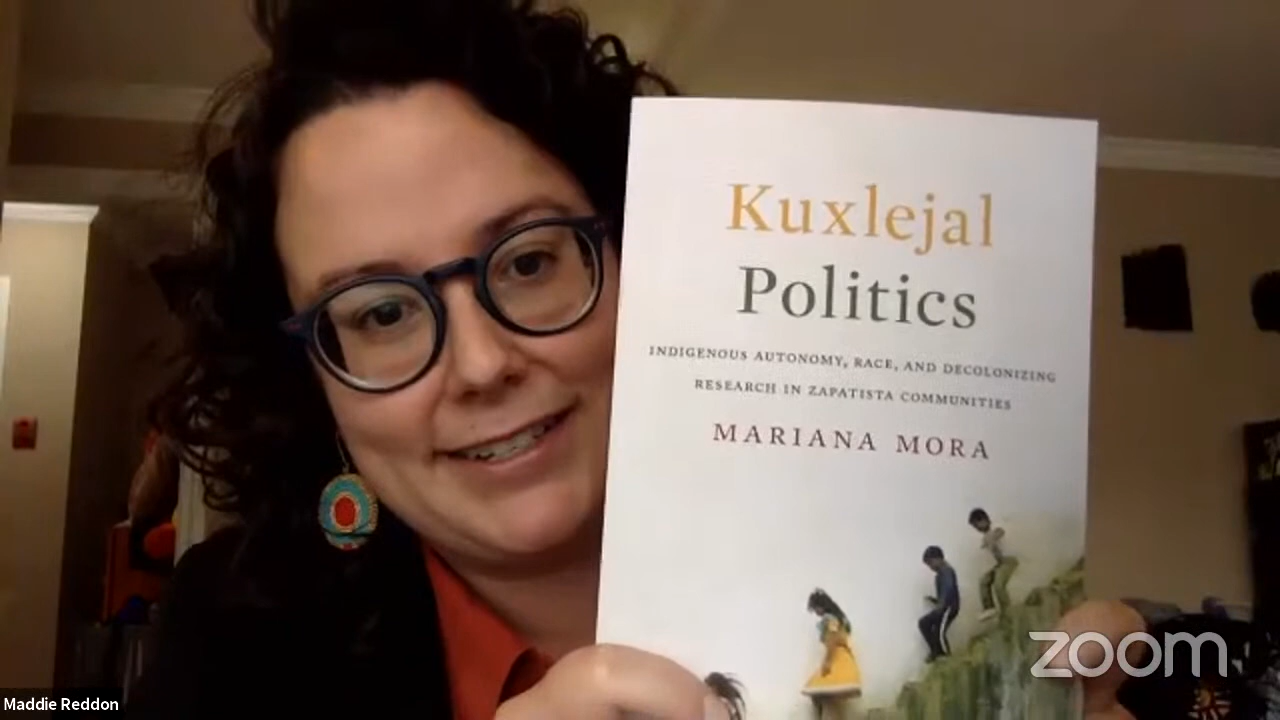 Kuxlejal
Politics
INDIGENOUS AUTONOMY, RACE, AND DECOLONIZING
RESEARCH IN ZAPATISTA COMMUNITIES
MARIANA MORA
zoom
Maddie Reddon